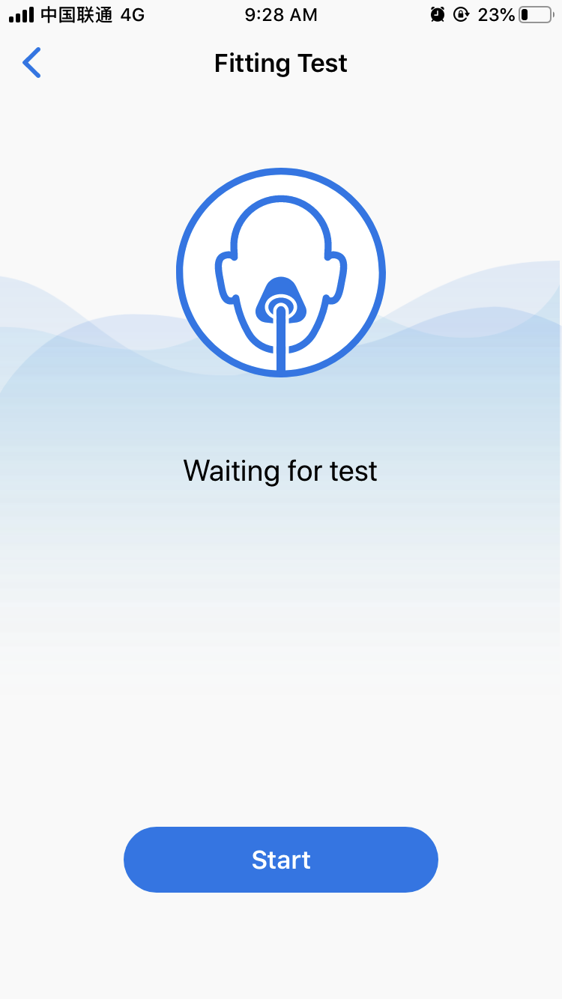 中国联通 4G 9:28 AM 23%
Fitting Test
Waiting for test
Start